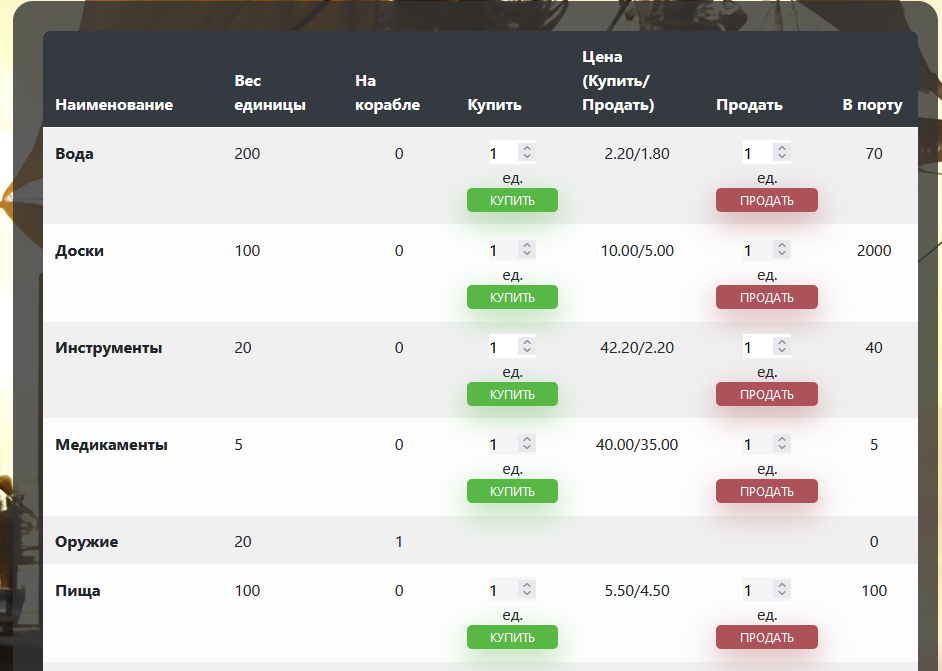 Наименование Вес единицы На корабле Купить Цена (Купить/ Продать) Продать В порту
Вода 200 0 1 2.20/1.80 1 70
ед. ед.
КУПИТЬ ПРОДАТЬ
Доски 100 0 1 10.00/5.00 1 2000
ед. ед.
КУПИТЬ ПРОДАТЬ
Инструменты 20 0 1 42.20/2.20 1 40
ед. ед.
КУПИТЬ ПРОДАТЬ
Медикаменты 5 0 1 40.00/35.00 1 5
ед. ед.
КУПИТЬ ПРОДАТЬ
Оружие 20 1 0
Пища 100 0 1 5.50/4.50 1 100
ед. ед.
КУПИТЬ ПРОДАТЬ